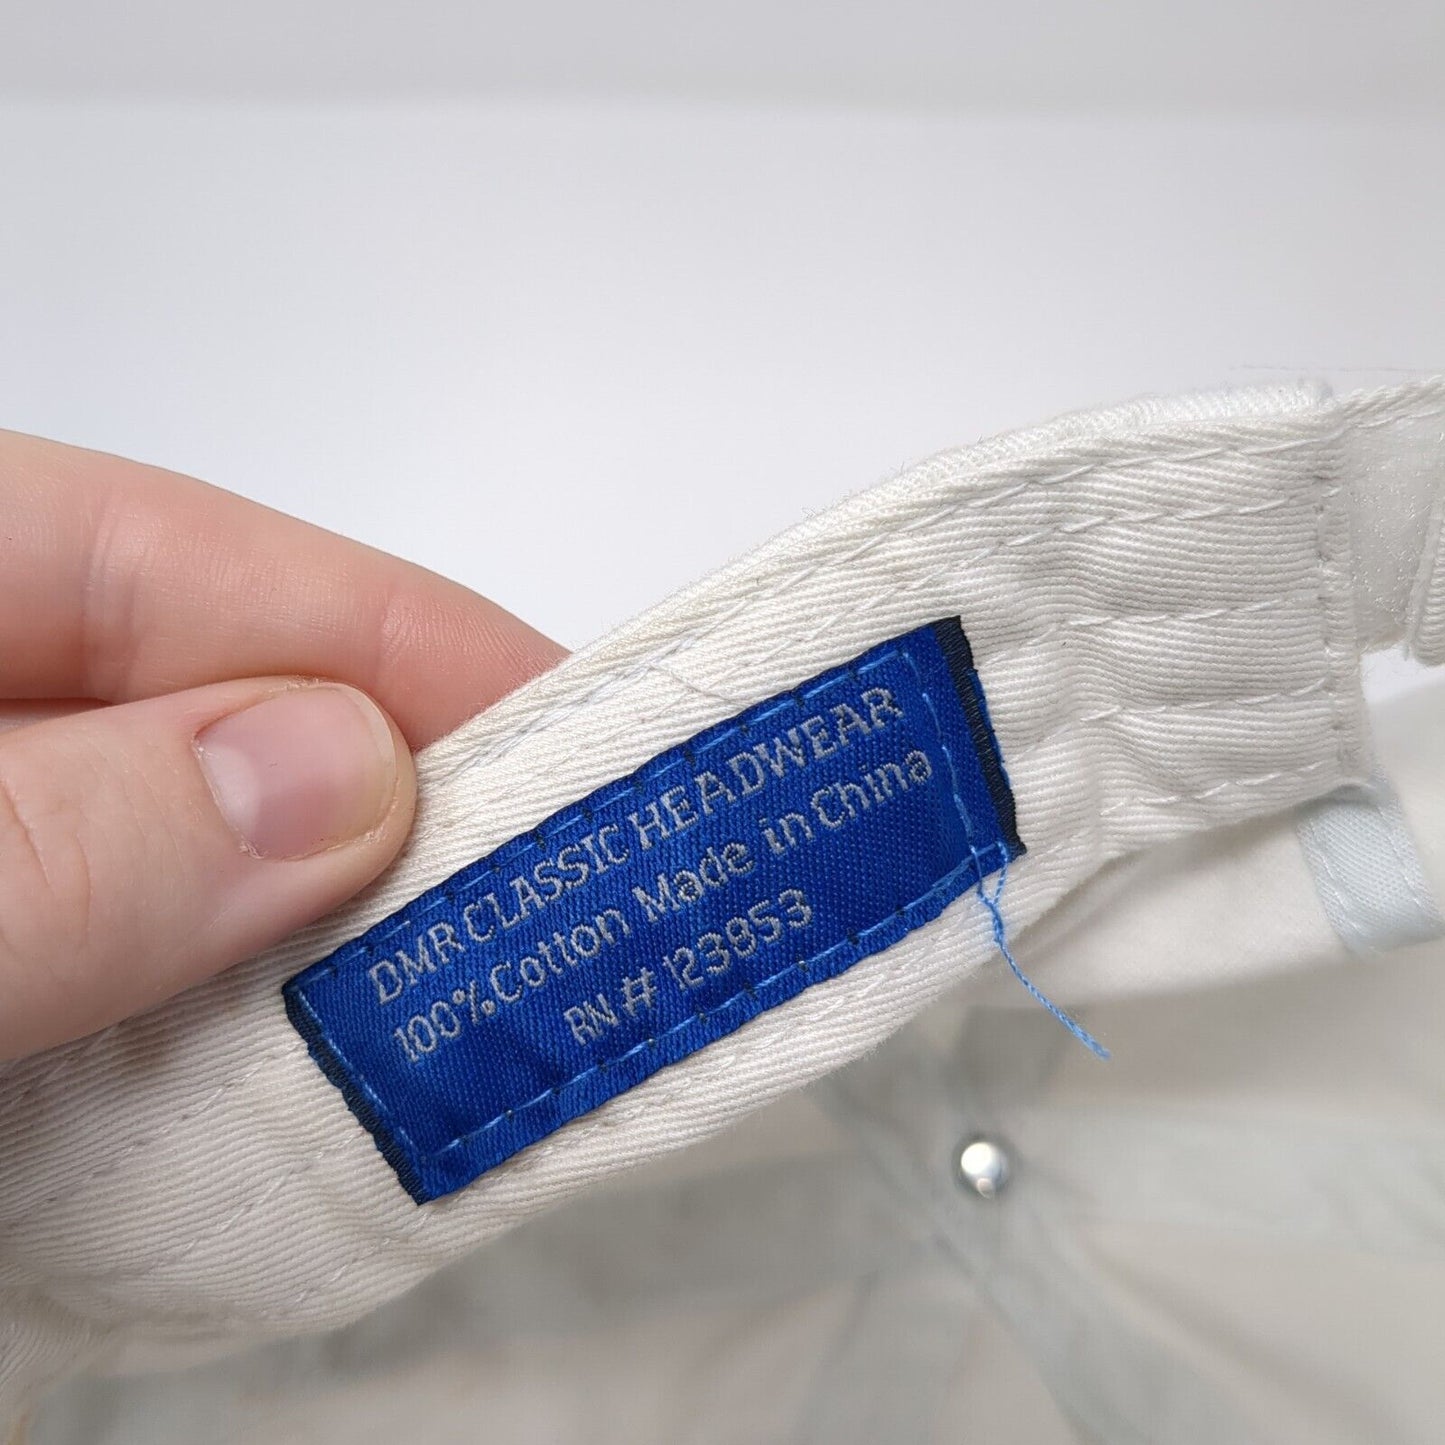 DMR CLASSIC HEADWEAR
100% Cotton Made in China
RN # 123853